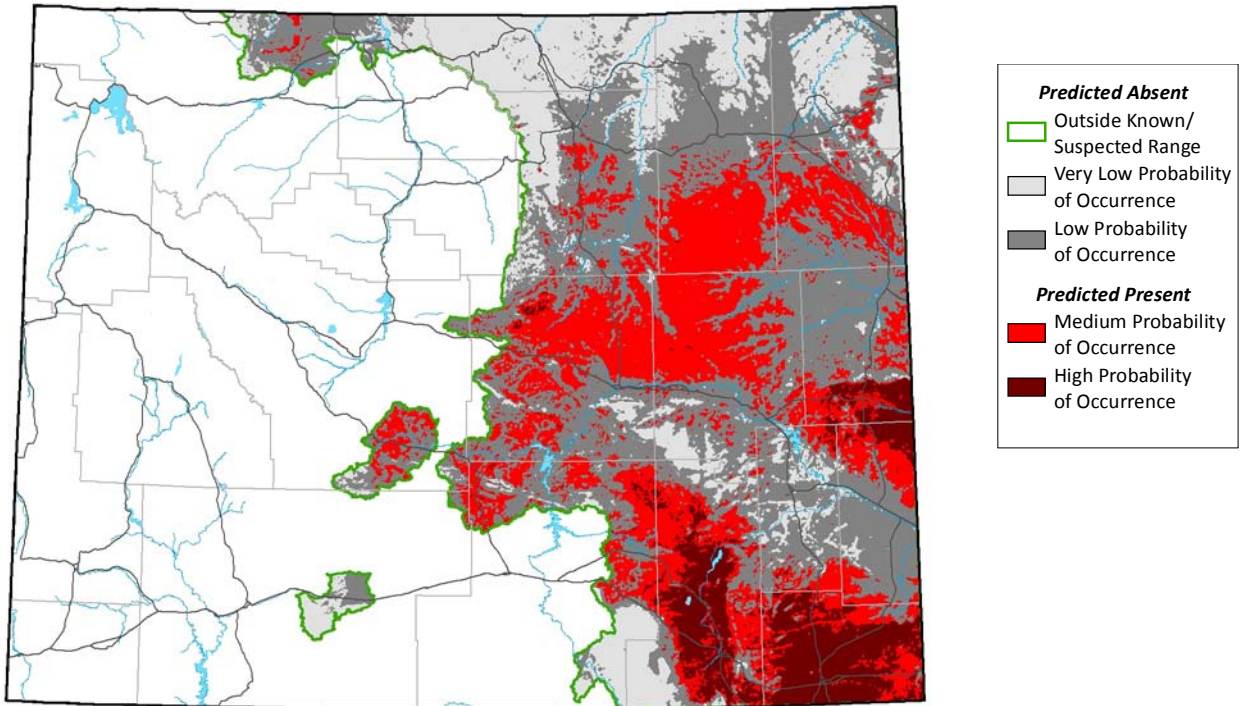 Predicted Absent
Outside Known/
Suspected Range
Very Low Probability
of Occurrence
Low Probability
of Occurrence
Predicted Present
Medium Probability
of Occurrence
High Probability
of Occurrence